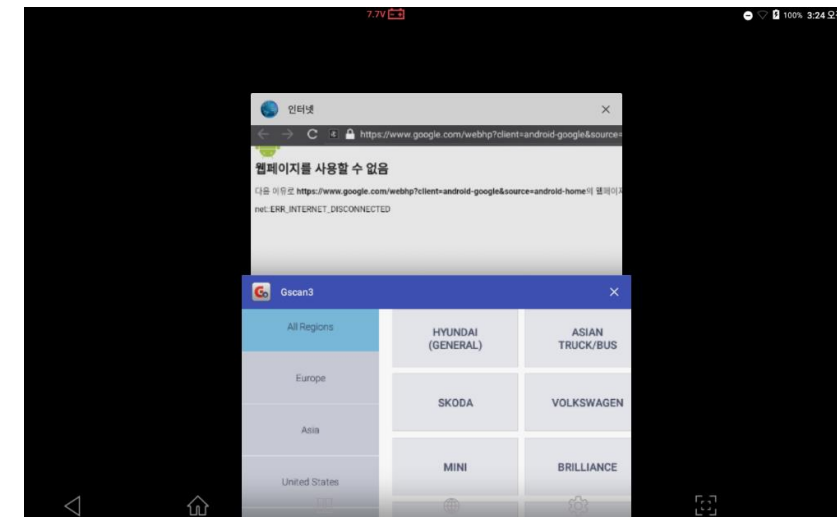 7.7V
100% 3:24 오
인터넷
https://www.google.com/webhp?client=android-google&source=
웹페이지를 사용할 수 없음
다음 이유로 https://www.google.com/webhp?client=android-google&source=android-home의 웹페이지
net::ERR_INTERNET_DISCONNECTED
Gscan3
All Regions
HYUNDAI
(GENERAL)
ASIAN
TRUCK/BUS
Europe
SKODA
VOLKSWAGEN
Asia
MINI
BRILLIANCE
United States